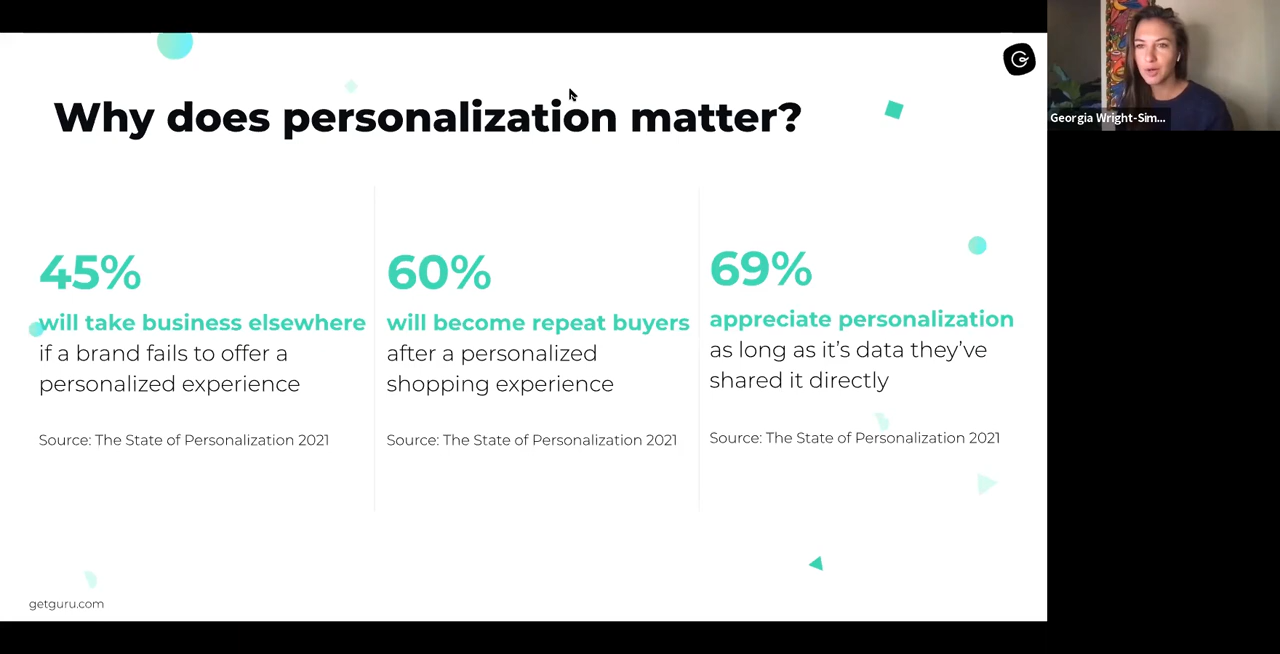 Why does personalization matter?
45%
will take business elsewhere
if a brand fails to offer a
personalized experience
Source: The State of Personalization 2021
60%
will become repeat buyers
after a personalized
shopping experience
Source: The State of Personalization 2021
69%
appreciate personalization
as long as it’s data they’ve
shared it directly
Source: The State of Personalization 2021
getguru.com
Georgia Wright-Sim...